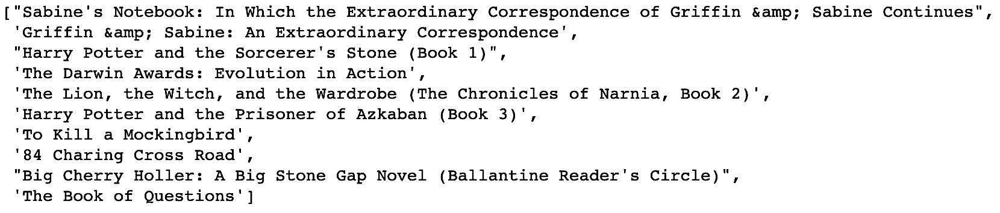 ["Sabine's Notebook: In Which the Extraordinary Correspondence of Griffin &amp; Sabine Continues",
'Griffin &amp; Sabine: An Extraordinary Correspondence',
"Harry Potter and the Sorcerer's Stone (Book 1)",
'The Darwin Awards: Evolution in Action',
'The Lion, the Witch, and the Wardrobe (The Chronicles of Narnia, Book 2)',
'Harry Potter and the Prisoner of Azkaban (Book 3)',
'To Kill a Mockingbird',
'84 Charing Cross Road',
"Big Cherry Holler: A Big Stone Gap Novel (Ballantine Reader's Circle)",
'The Book of Questions']